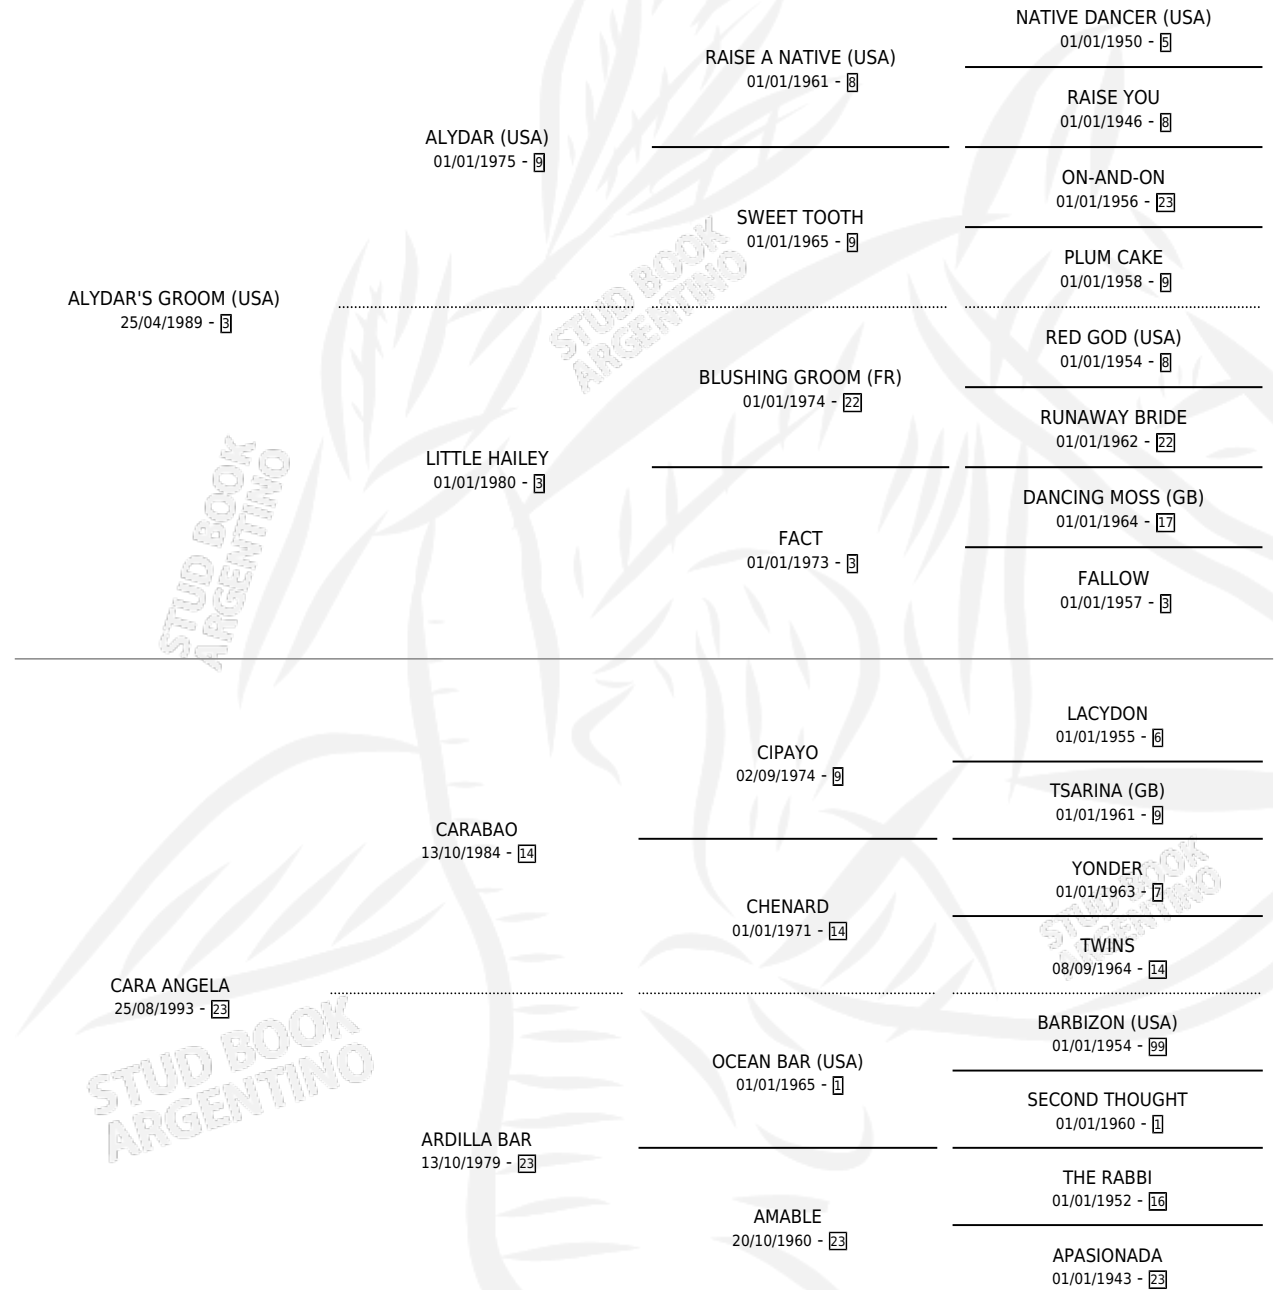 NATIVE DANCER (USA)
01/01/1950 - 5
RAISE A NATIVE (USA)
01/01/1961 - 8
RAISE YOU
01/01/1946 - 8
ALYDAR (USA)
01/01/1975 - 9
ON-AND-ON
01/01/1956 - 23
SWEET TOOTH
01/01/1965 - 9
PLUM CAKE
01/01/1958 - 9
ALYDAR'S GROOM (USA)
25/04/1989 - 3
RED GOD (USA)
01/01/1954 - 8
BLUSHING GROOM (FR)
01/01/1974 - 22
RUNAWAY BRIDE
01/01/1962 - 22
LITTLE HAILEY
01/01/1980 - 3
DANCING MOSS (GB)
01/01/1964 - 17
FACT
01/01/1973 - 3
FALLOW
01/01/1957 - 3
LACYDON
01/01/1955 - 6
CIPAYO
02/09/1974 - 9
TSARINA (GB)
01/01/1961 - 9
CARABAO
13/10/1984 - 14
YONDER
01/01/1963 - 7
CHENARD
01/01/1971 - 14
TWINS
08/09/1964 - 14
CARA ANGELA
25/08/1993 - 23
BARBIZON (USA)
01/01/1954 - 99
OCEAN BAR (USA)
01/01/1965 - 1
SECOND THOUGHT
01/01/1960 - 1
ARDILLA BAR
13/10/1979 - 23
THE RABBI
01/01/1952 - 16
AMABLE
20/10/1960 - 23
APASIONADA
01/01/1943 - 23
STUD BOOK
ARGENTINO
STUD BOOK
ARGENTINO
STUD BOOK
ARGENTINO
STUD BOOK
ARGENTINO